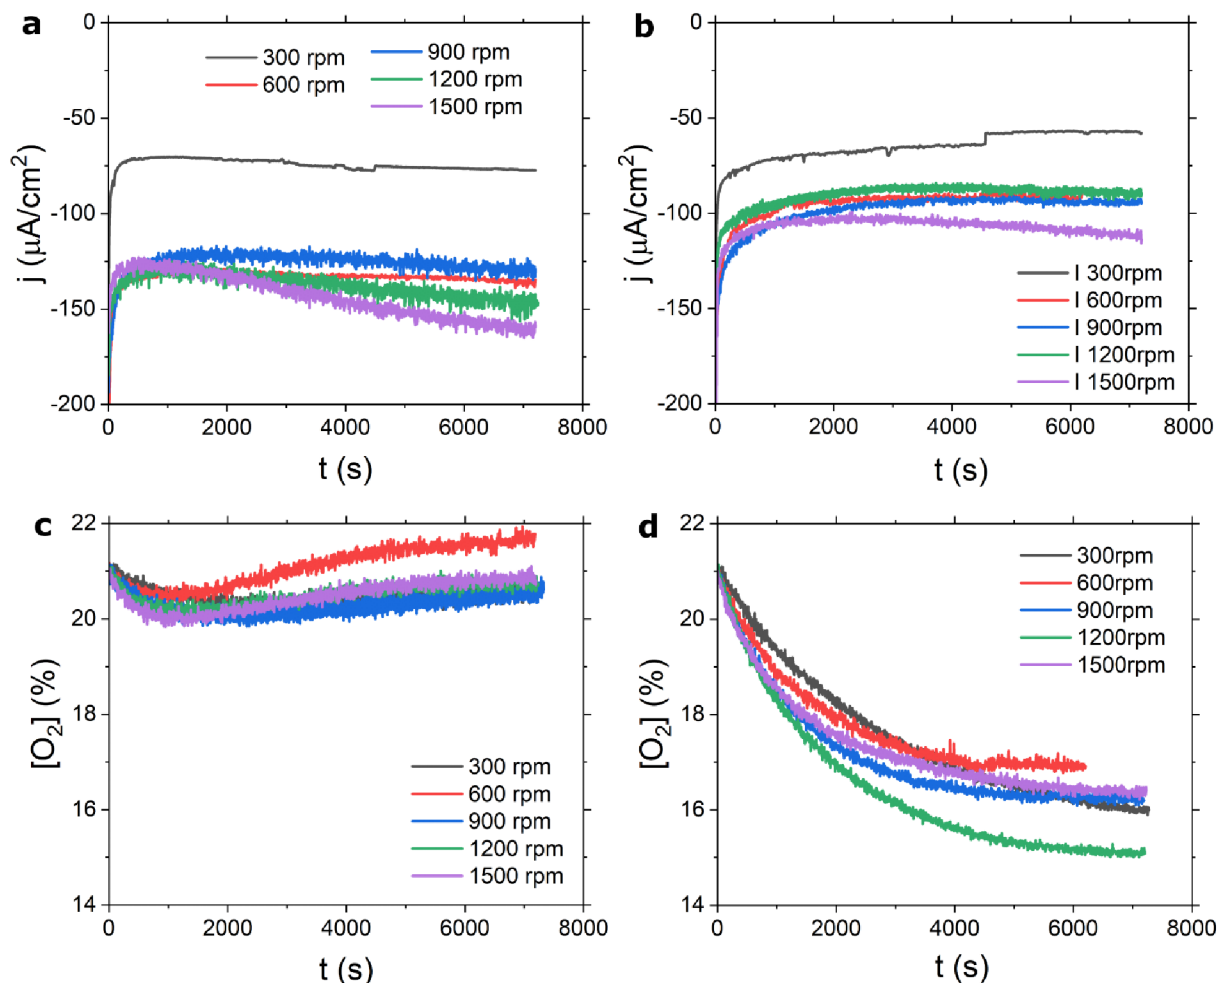 a
0
-50
-100
-150
-200
j (µA/cm²)
300 rpm
600 rpm
900 rpm
1200 rpm
1500 rpm
0 2000 4000 6000 8000
t (s)
b
0
-50
-100
-150
-200
j (µA/cm²)
I 300rpm
I 600rpm
I 900rpm
I 1200rpm
I 1500rpm
0 2000 4000 6000 8000
t (s)
c
22
20
18
16
14
[O₂] (%)
300 rpm
600 rpm
900 rpm
1200 rpm
1500 rpm
0 2000 4000 6000 8000
t (s)
d
22
20
18
16
14
[O₂] (%)
300rpm
600rpm
900rpm
1200rpm
1500rpm
0 2000 4000 6000 8000
t (s)